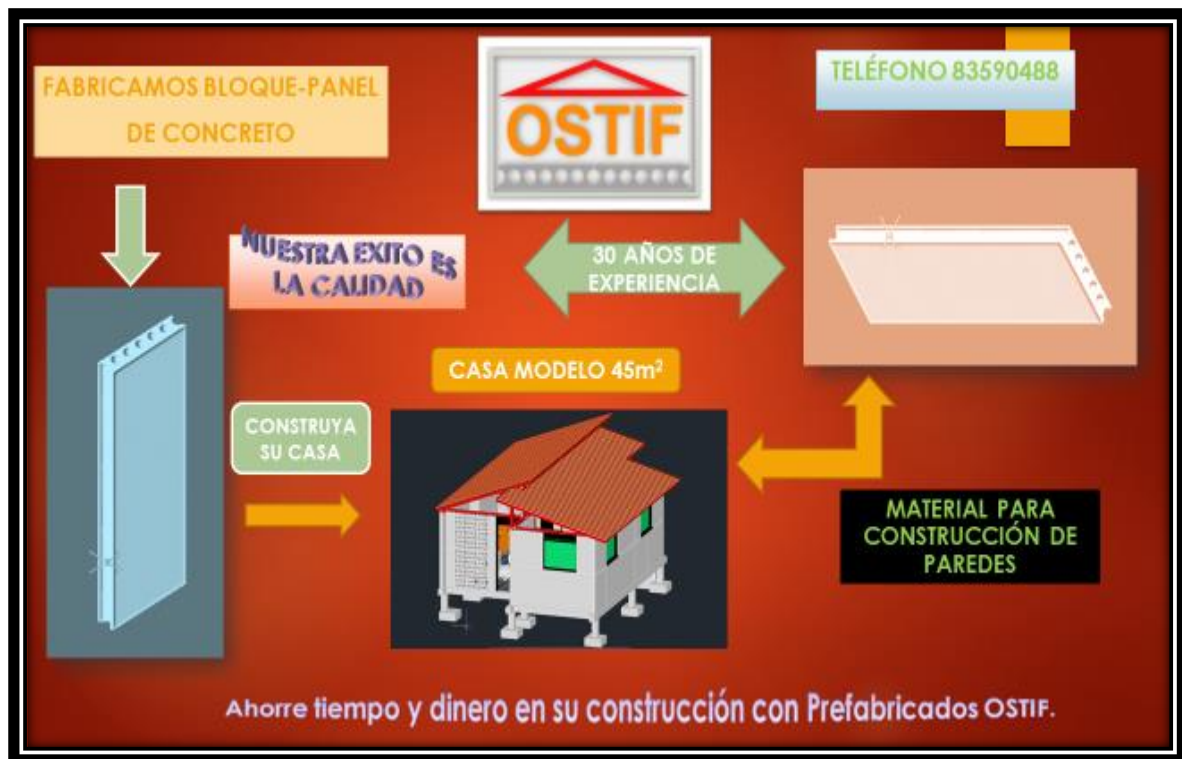 FABRICAMOS BLOQUE-PANEL
DE CONCRETO
OSTIF
TELÉFONO 83590488
NUESTRA EXITO ES
LA CALIDAD
30 AÑOS DE
EXPERIENCIA
CASA MODELO 45m²
CONSTRUYA
SU CASA
MATERIAL PARA
CONSTRUCCIÓN DE
PAREDES
Ahorre tiempo y dinero en su construcción con Prefabricados OSTIF.